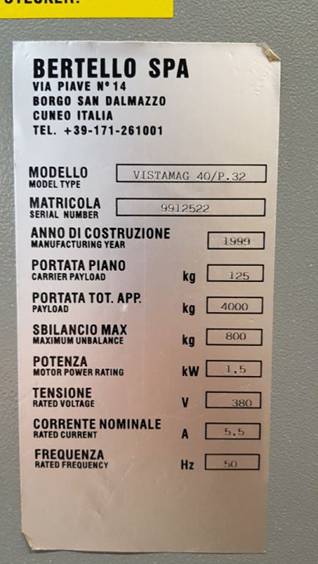 STECKER!
BERTELLO SPA
VIA PIAVE N° 14
BORGO SAN DALMAZZO
CUNEO ITALIA
TEL. +39-171-261001
MODELLO VISTAMAG 40/P.32
MODEL TYPE
MATRICOLA 9912522
SERIAL NUMBER
ANNO DI COSTRUZIONE 1999
MANUFACTURING YEAR
PORTATA PIANO kg 125
CARRIER PAYLOAD
PORTATA TOT. APP. kg 4000
PAYLOAD
SBILANCIO MAX kg 800
MAXIMUM UNBALANCE
POTENZA kW 1.5
MOTOR POWER RATING
TENSIONE V 380
RATED VOLTAGE
CORRENTE NOMINALE A 5.5
RATED CURRENT
FREQUENZA Hz 50
RATED FREQUENCY